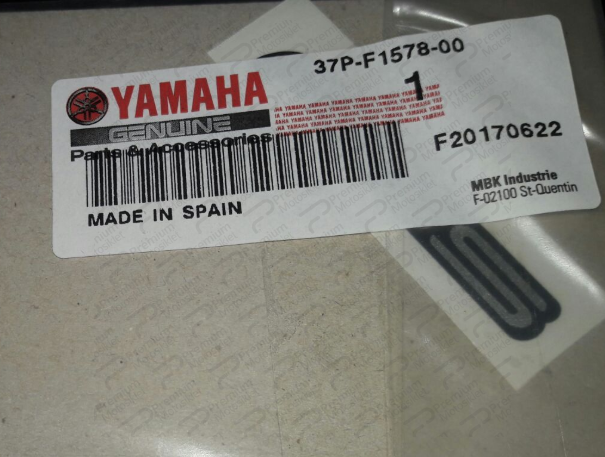 37P-F1578-00
YAMAHA
1
GENUINE
Parts & Accessories
F20170622
MBK Industrie
F-02100 St-Quentin
MADE IN SPAIN